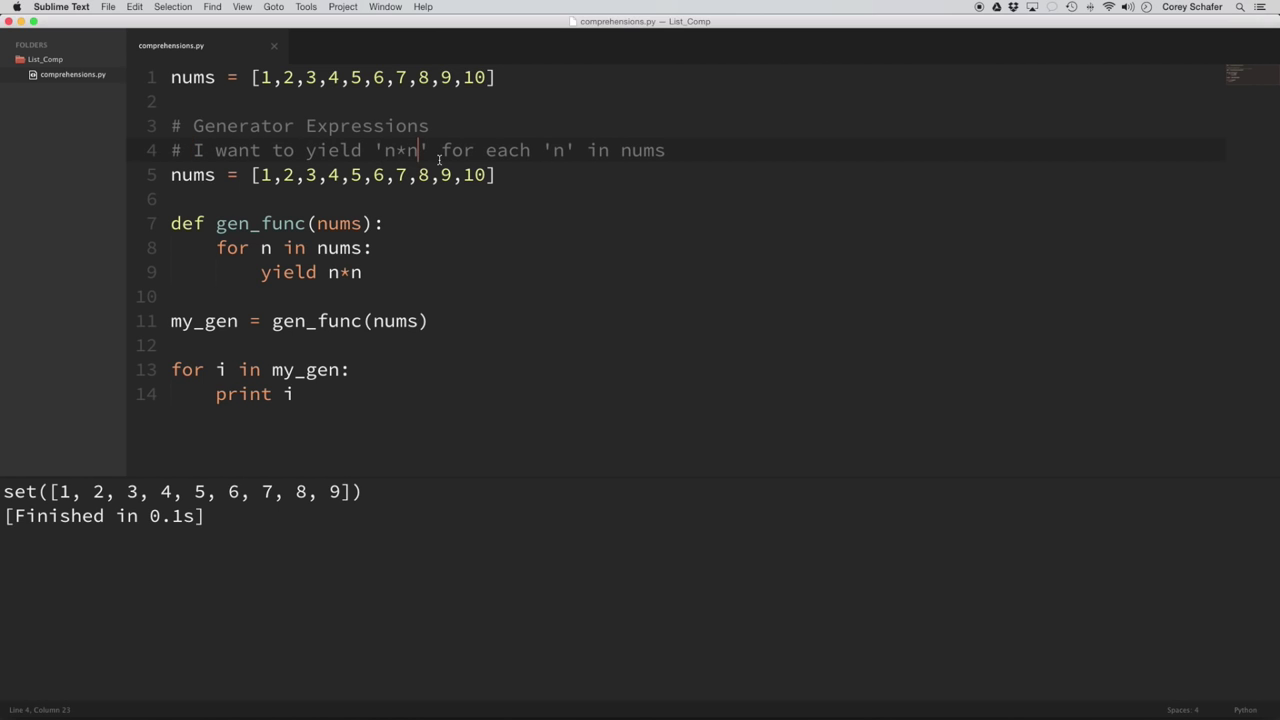 Sublime Text File Edit Selection Find View Goto Tools Project Window Help Corey Schafer
comprehensions.py — List_Comp
FOLDERS
List_Comp
comprehensions.py
comprehensions.py
1 nums = [1,2,3,4,5,6,7,8,9,10]
2
3 # Generator Expressions
4 # I want to yield 'n*n' for each 'n' in nums
5 nums = [1,2,3,4,5,6,7,8,9,10]
6
7 def gen_func(nums):
8 for n in nums:
9 yield n*n
10
11 my_gen = gen_func(nums)
12
13 for i in my_gen:
14 print i
set([1, 2, 3, 4, 5, 6, 7, 8, 9])
[Finished in 0.1s]
Line 4, Column 23 Spaces: 4 Python